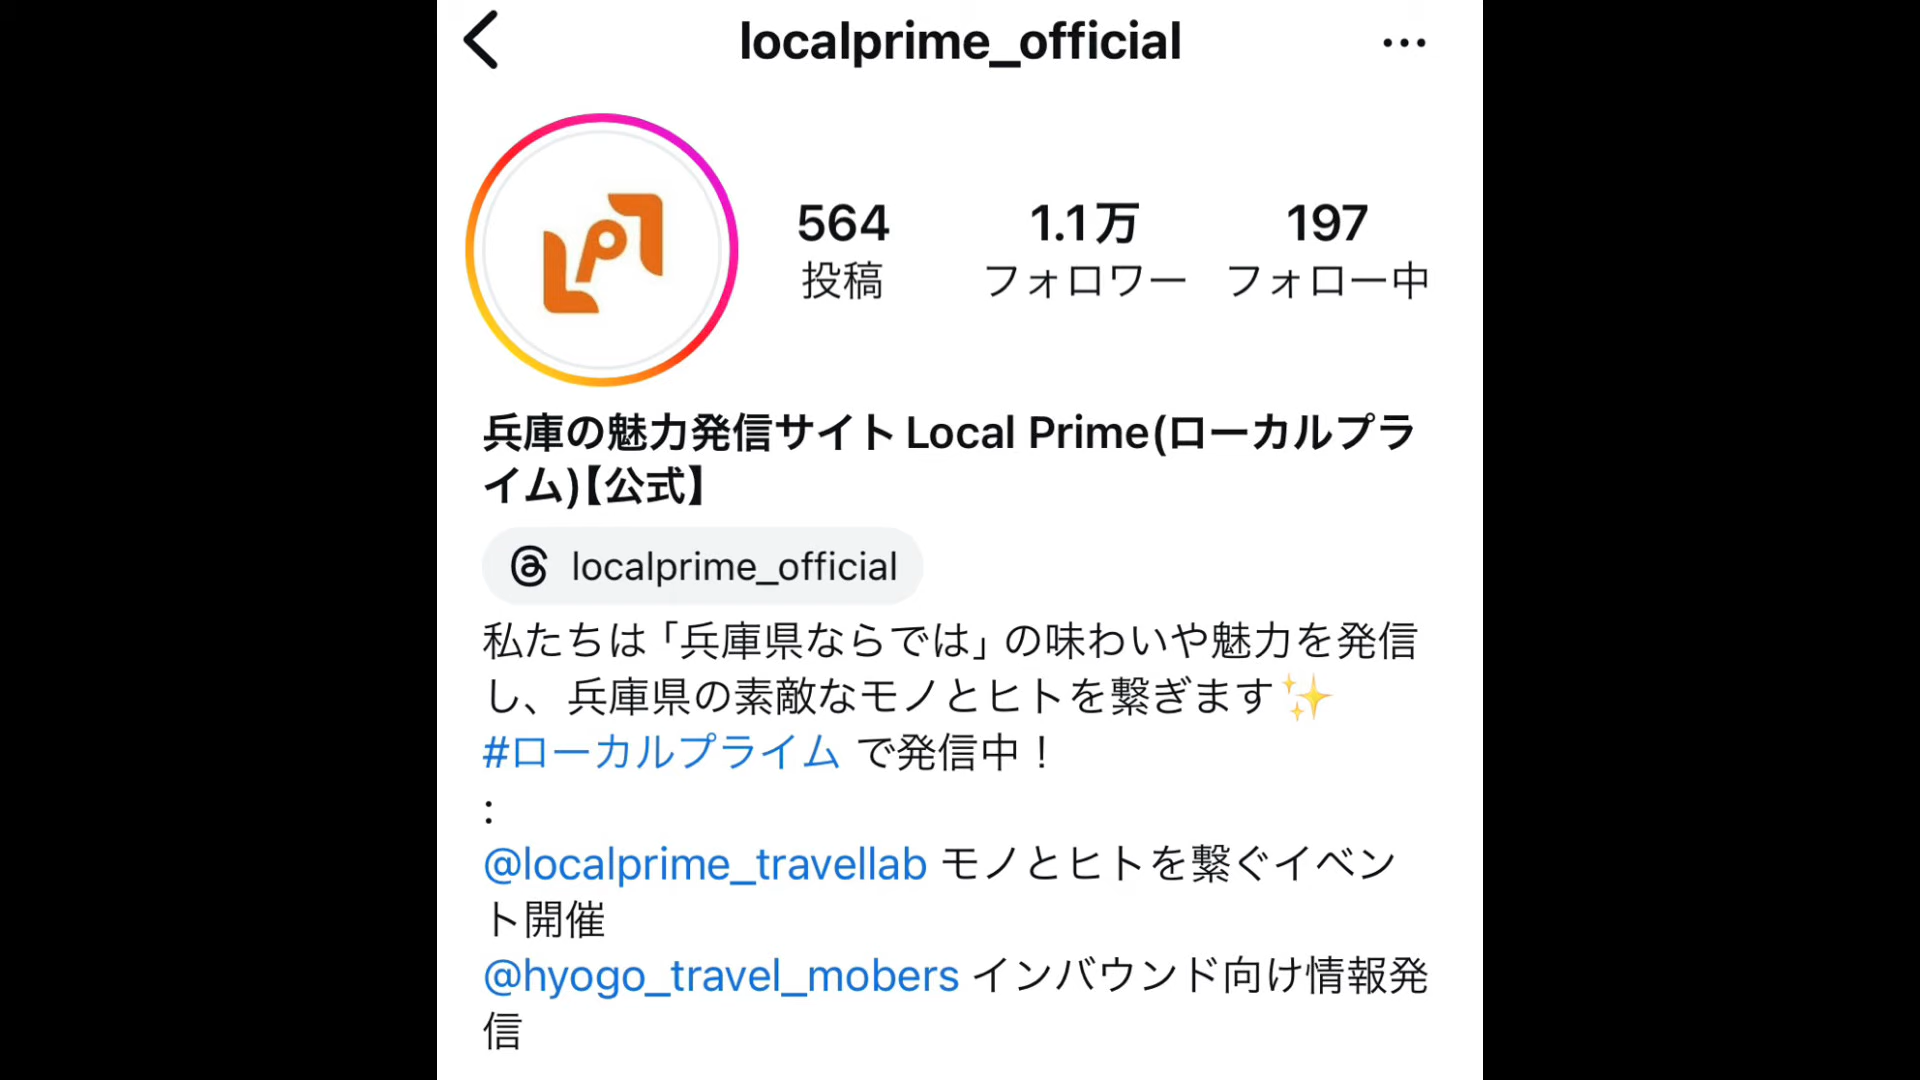 localprime_official
564 1.1万 197
投稿 フォロワー フォロー中
兵庫の魅力発信サイト Local Prime(ローカルプラ
イム)【公式】
localprime_official
私たちは「兵庫県ならでは」の味わいや魅力を発信
し、兵庫県の素敵なモノとヒトを繋ぎます✨
#ローカルプライム で発信中！
:
@localprime_travellab モノとヒトを繋ぐイベン
ト開催
@hyogo_travel_mobers インバウンド向け情報発
信